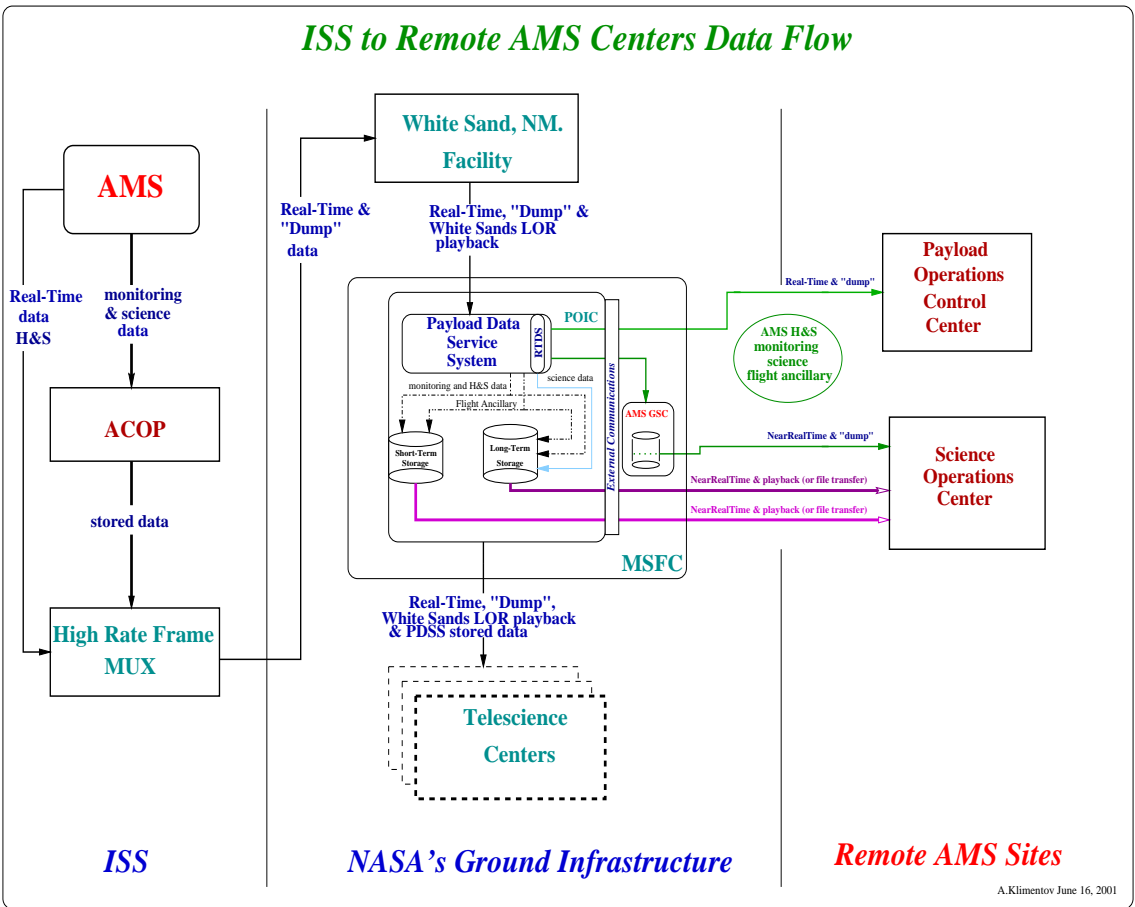 ISS to Remote AMS Centers Data Flow
AMS
Real-Time
data
H&S
monitoring
& science
data
ACOP
stored data
High Rate Frame
MUX
ISS
Real-Time &
"Dump"
data
White Sand, NM.
Facility
Real-Time, "Dump" &
White Sands LOR
playback
Payload Data
Service
System
RTDS
POIC
monitoring and H&S data
science data
Flight Ancillary
Short-Term
Storage
Long-Term
Storage
External Communications
AMS GSC
MSFC
Real-Time, "Dump",
White Sands LOR playback
& PDSS stored data
Telescience
Centers
NASA's Ground Infrastructure
Real-Time & "dump"
Payload
Operations
Control
Center
AMS H&S
monitoring
science
flight ancillary
NearRealTime & "dump"
NearRealTime & playback (or file transfer)
NearRealTime & playback (or file transfer)
Science
Operations
Center
Remote AMS Sites
A.Klimentov June 16, 2001